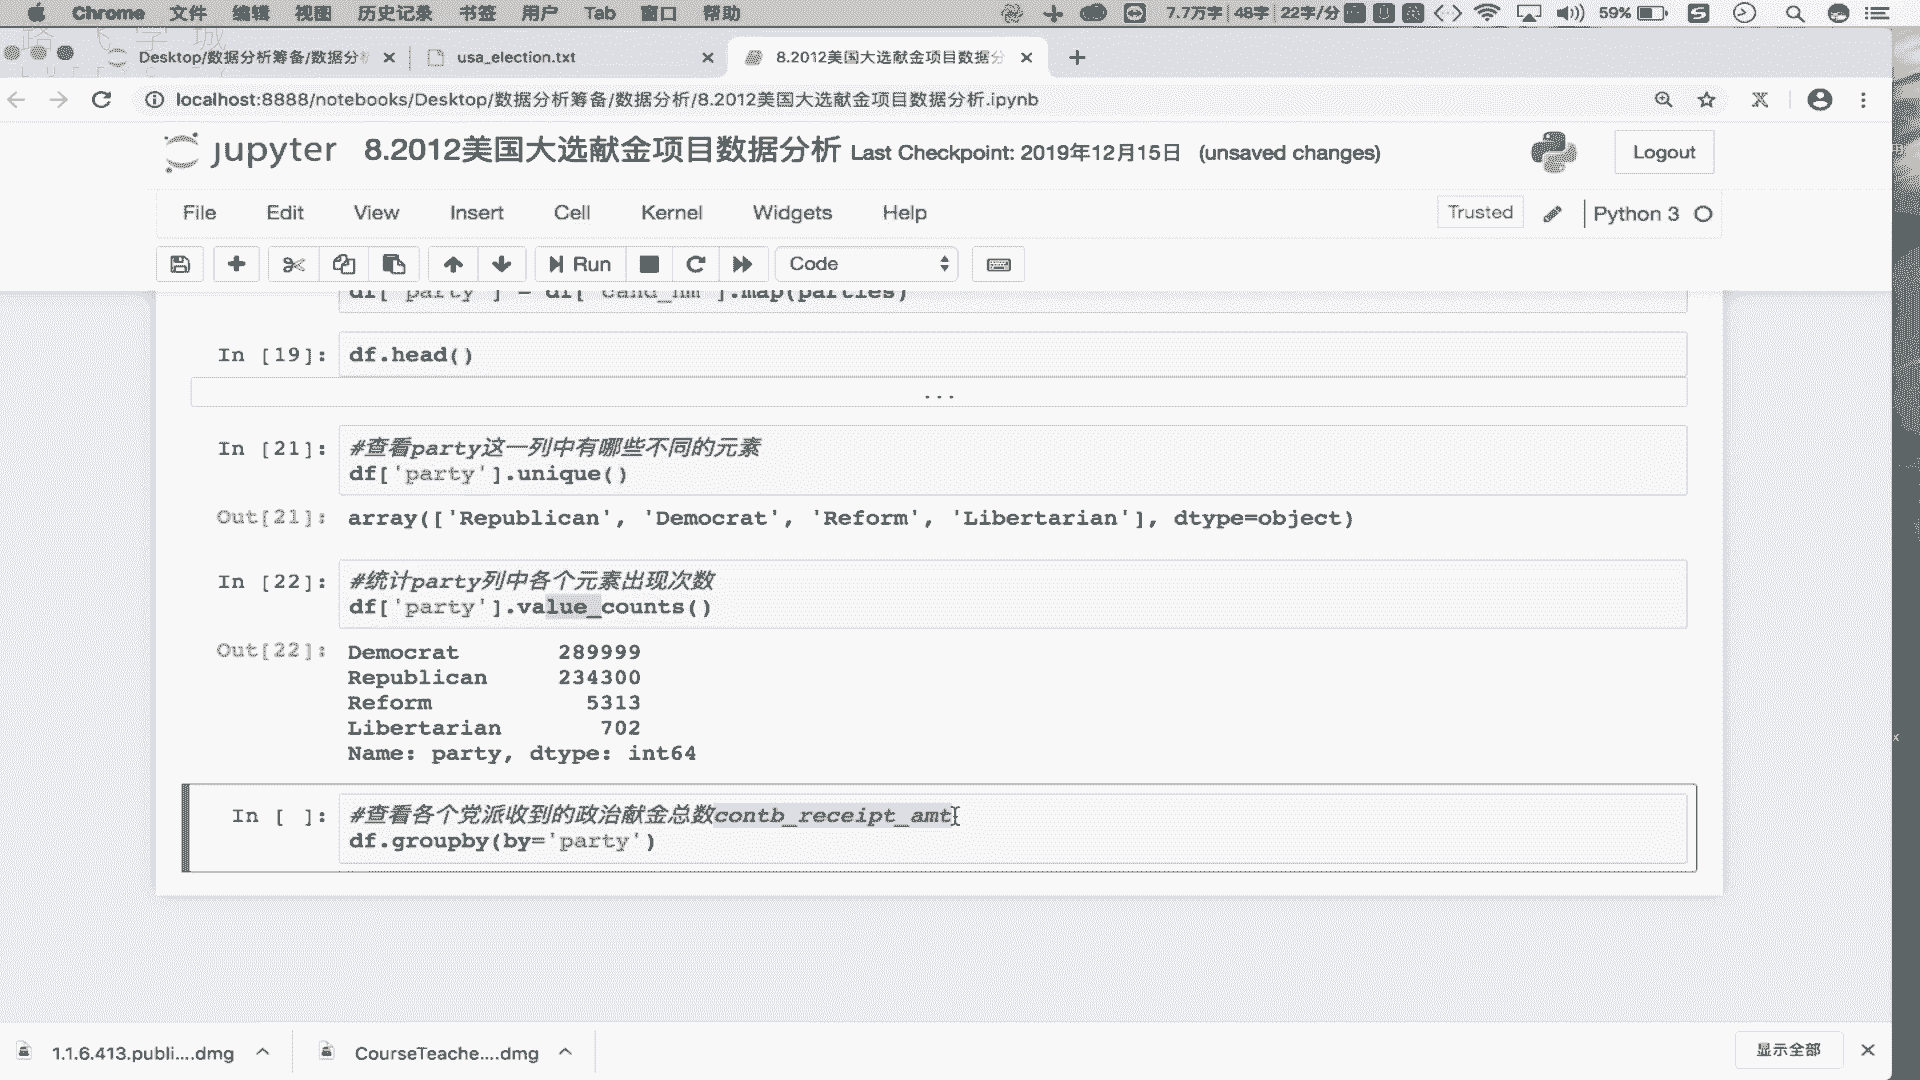 Chrome 文件 编辑 视图 历史记录 书签 用户 Tab 窗口 帮助 7.7万字 48字 22字/分 59%
Desktop/数据分析筹备/数据分 usa_election.txt 8.2012美国大选献金项目数据分
localhost:8888/notebooks/Desktop/数据分析筹备/数据分析/8.2012美国大选献金项目数据分析.ipynb
jupyter 8.2012美国大选献金项目数据分析 Last Checkpoint: 2019年12月15日 (unsaved changes) Logout
File Edit View Insert Cell Kernel Widgets Help Trusted Python 3
Run Code
df['party'] = df['cand_nm'].map(parties)
In [19]: df.head()
...
In [21]: #查看party这一列中有哪些不同的元素
df['party'].unique()
Out[21]: array(['Republican', 'Democrat', 'Reform', 'Libertarian'], dtype=object)
In [22]: #统计party列中各个元素出现次数
df['party'].value_counts()
Out[22]: Democrat 289999
Republican 234300
Reform 5313
Libertarian 702
Name: party, dtype: int64
In [ ]: #查看各个党派收到的政治献金总数contb_receipt_amt
df.groupby(by='party')
1.1.6.413.publi....dmg CourseTeache....dmg 显示全部